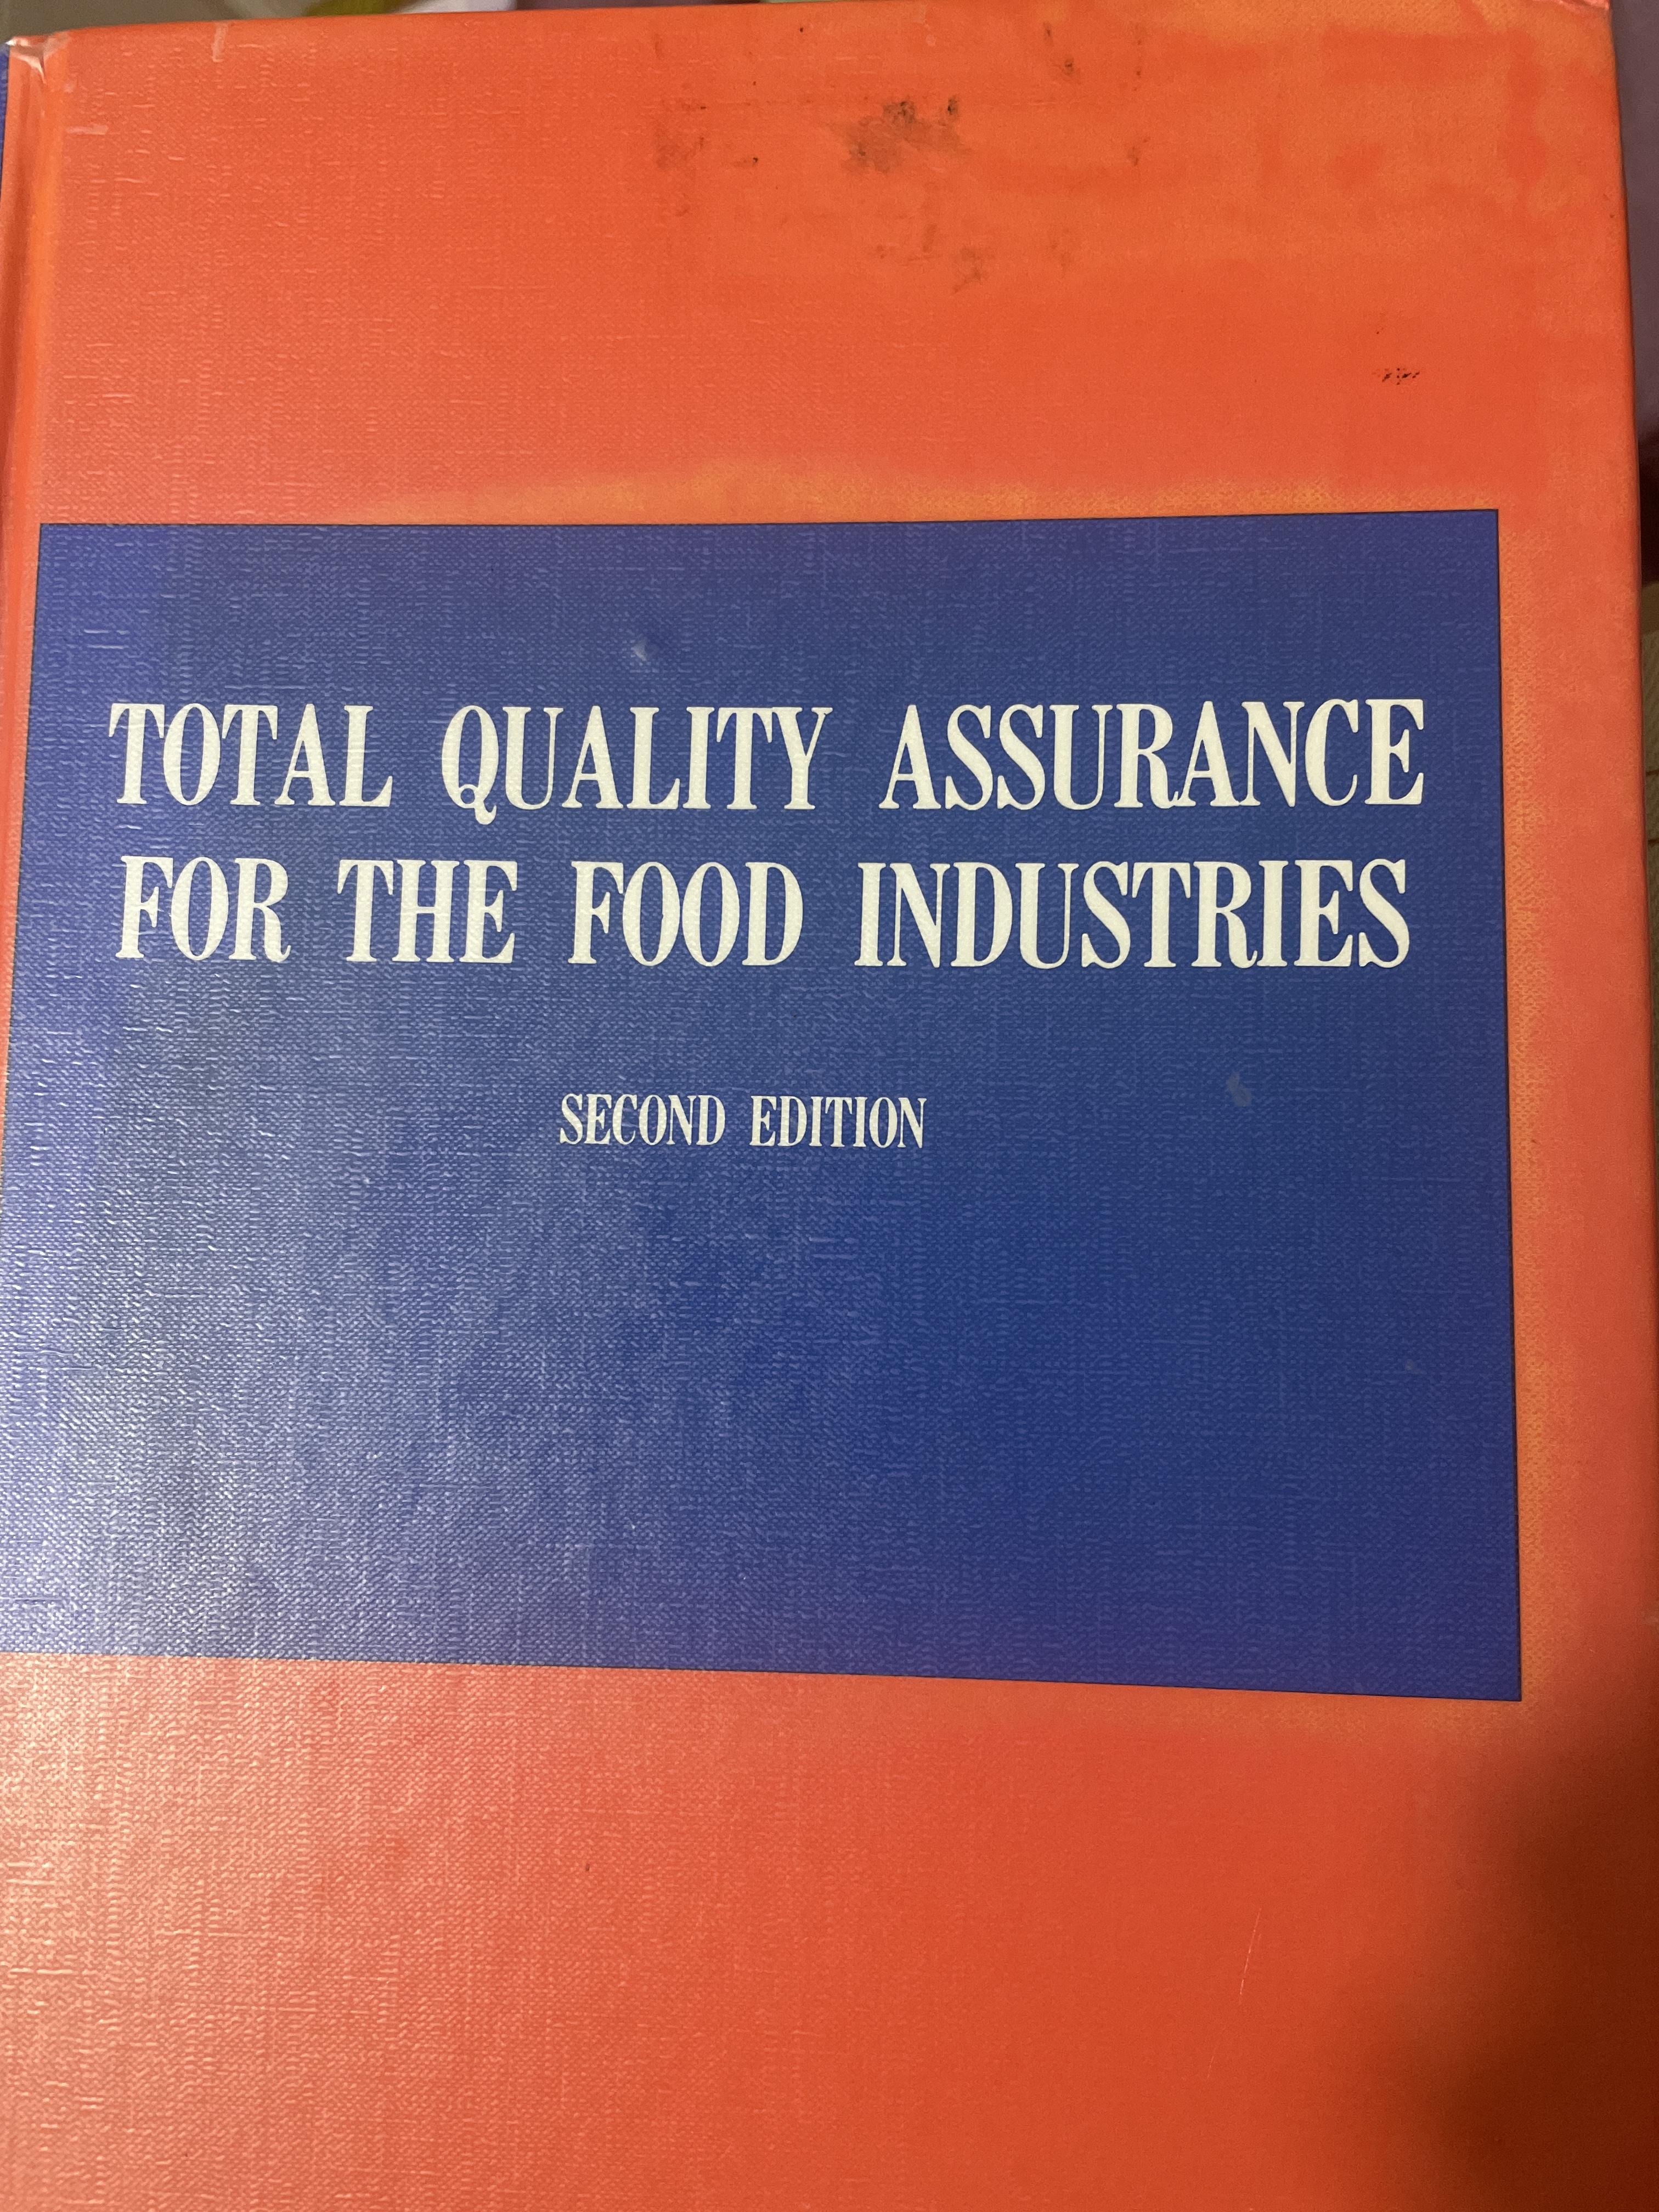 TOTAL QUALITY ASSURANCE
FOR THE FOOD INDUSTRIES
SECOND EDITION